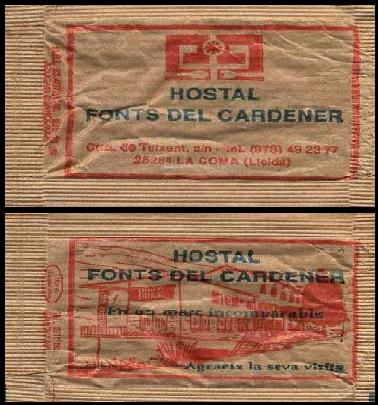 HOSTAL
FONTS DEL CARDENER
Ctra. de Tuixent, s/n - Tel. (973) 49 23 77
25284 LA COMA (Lleida)
HOSTAL
FONTS DEL CARDENER
En un marc incomparable
Agraeix la seva visita